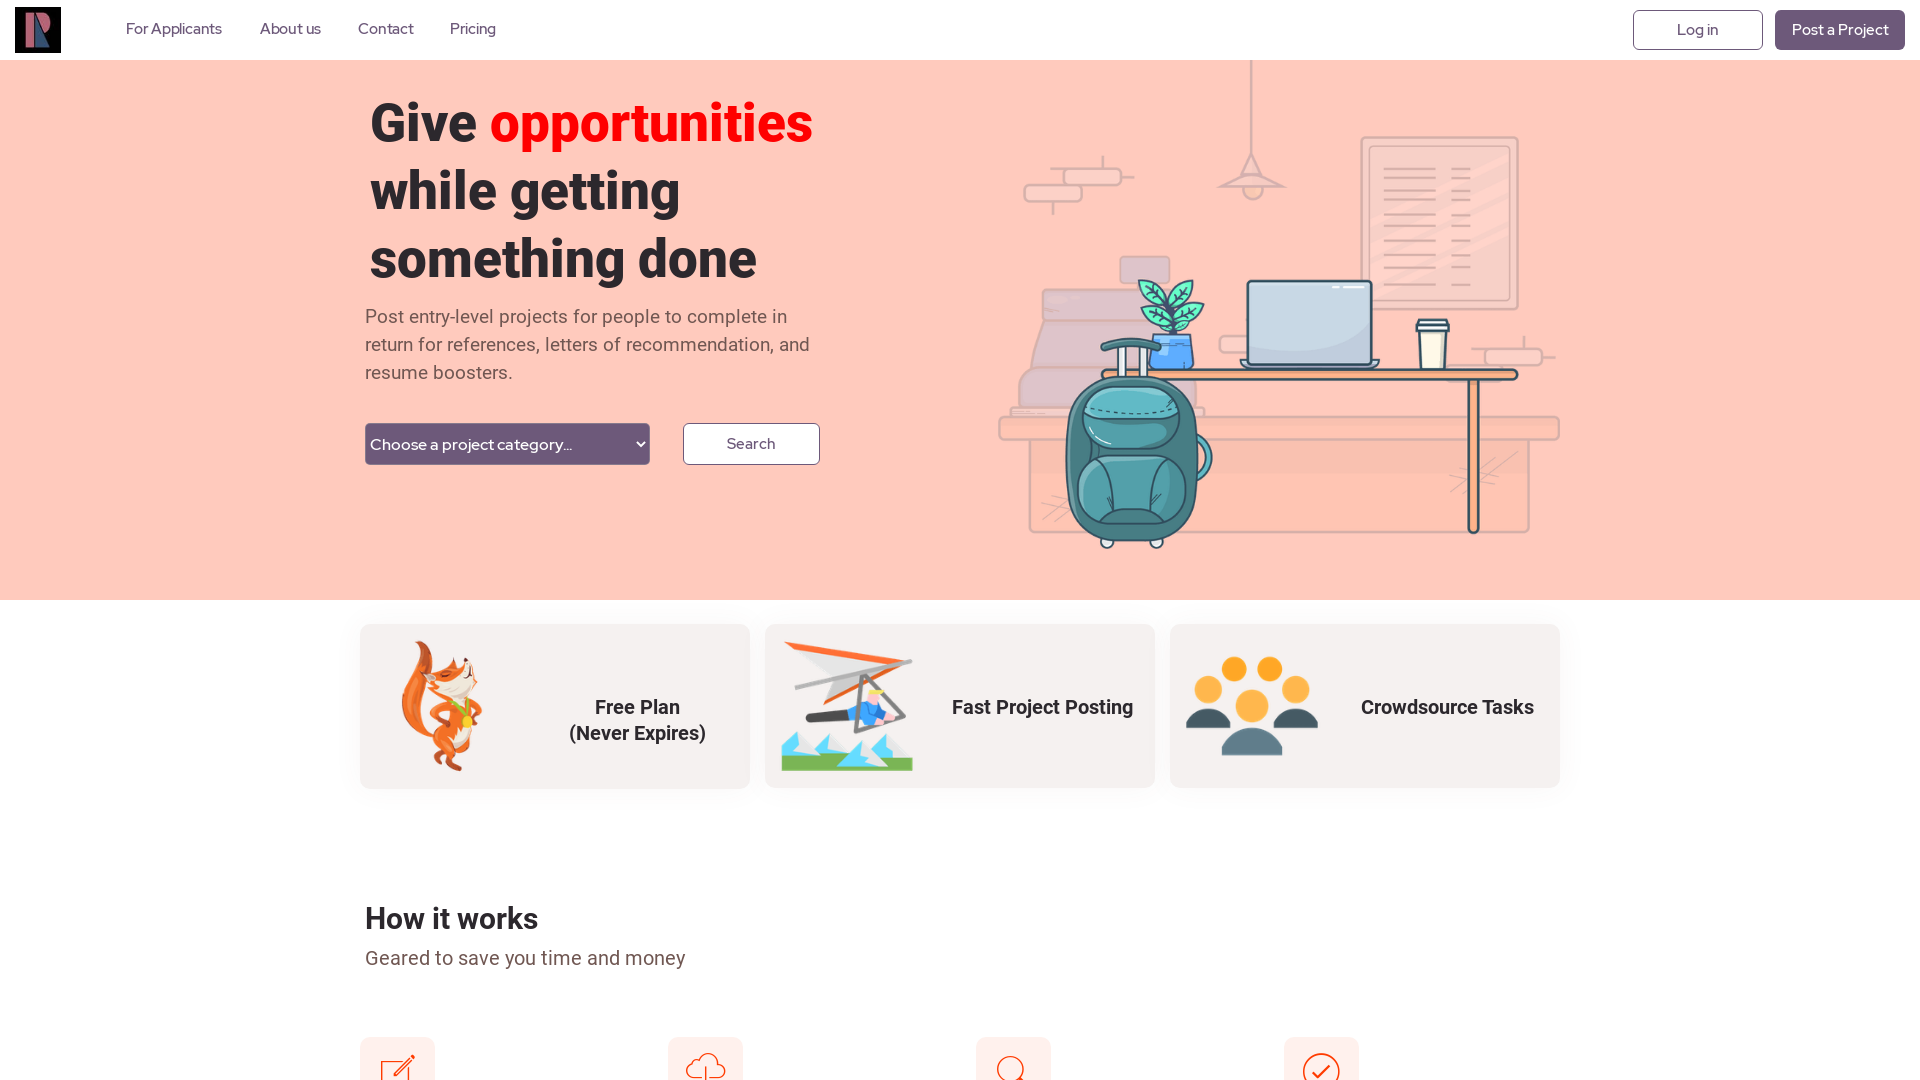 For Applicants
About us
Contact
Pricing
Log in
Post a Project
Give opportunities
while getting
something done
Post entry-level projects for people to complete in
return for references, letters of recommendation, and
resume boosters.
Choose a project category...
Search
Free Plan
(Never Expires)
Fast Project Posting
Crowdsource Tasks
How it works
Geared to save you time and money